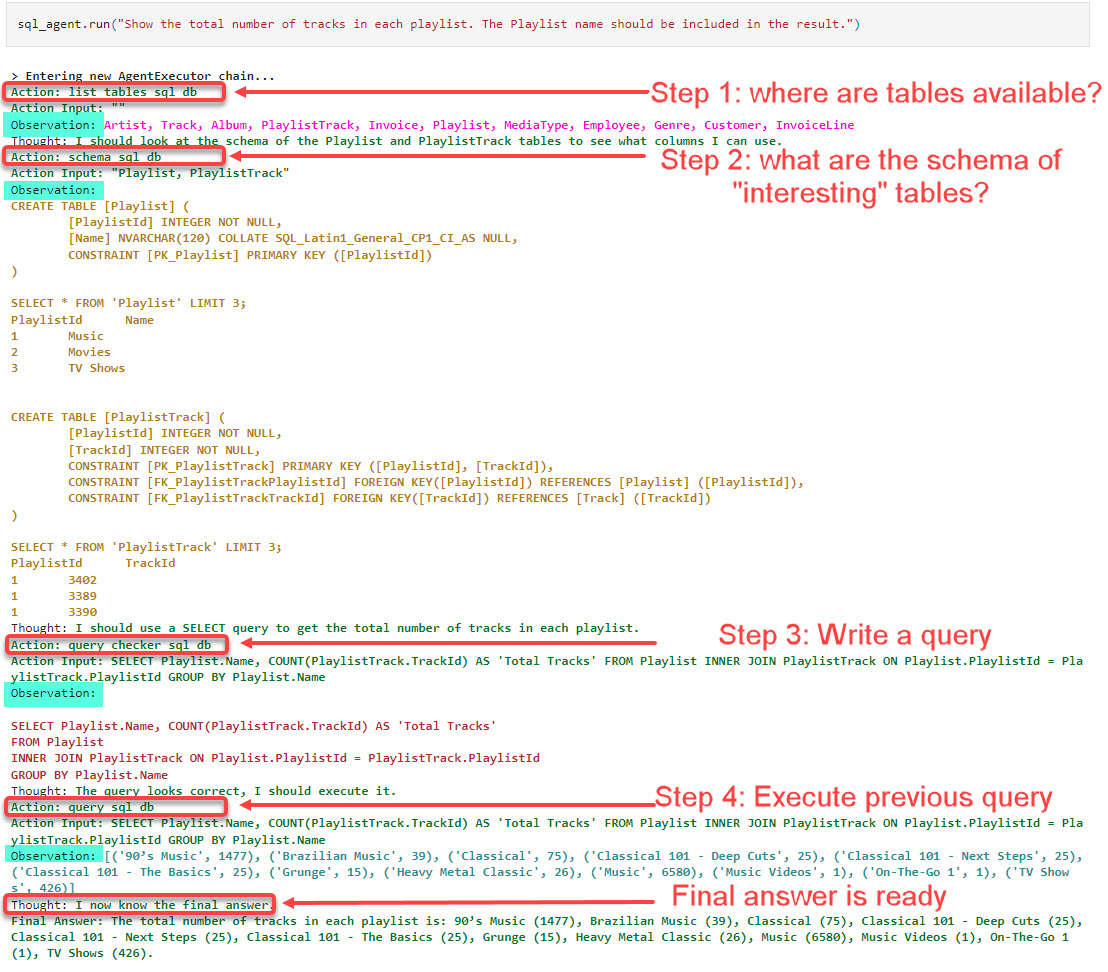 sql_agent.run("Show the total number of tracks in each playlist. The Playlist name should be included in the result.")
> Entering new AgentExecutor chain...
Action: list tables sql db
Step 1: where are tables available?
Action Input: ""
Observation: Artist, Track, Album, PlaylistTrack, Invoice, Playlist, MediaType, Employee, Genre, Customer, InvoiceLine
Thought: I should look at the schema of the Playlist and PlaylistTrack tables to see what columns I can use.
Action: schema sql db
Step 2: what are the schema of
"interesting" tables?
Action Input: "Playlist, PlaylistTrack"
Observation:
CREATE TABLE [Playlist] (
[PlaylistId] INTEGER NOT NULL,
[Name] NVARCHAR(120) COLLATE SQL_Latin1_General_CP1_CI_AS NULL,
CONSTRAINT [PK_Playlist] PRIMARY KEY ([PlaylistId])
)
SELECT * FROM 'Playlist' LIMIT 3;
PlaylistId Name
1 Music
2 Movies
3 TV Shows
CREATE TABLE [PlaylistTrack] (
[PlaylistId] INTEGER NOT NULL,
[TrackId] INTEGER NOT NULL,
CONSTRAINT [PK_PlaylistTrack] PRIMARY KEY ([PlaylistId], [TrackId]),
CONSTRAINT [FK_PlaylistTrackPlaylistId] FOREIGN KEY([PlaylistId]) REFERENCES [Playlist] ([PlaylistId]),
CONSTRAINT [FK_PlaylistTrackTrackId] FOREIGN KEY([TrackId]) REFERENCES [Track] ([TrackId])
)
SELECT * FROM 'PlaylistTrack' LIMIT 3;
PlaylistId TrackId
1 3402
1 3389
1 3390
Thought: I should use a SELECT query to get the total number of tracks in each playlist.
Action: query checker sql db
Step 3: Write a query
Action Input: SELECT Playlist.Name, COUNT(PlaylistTrack.TrackId) AS 'Total Tracks' FROM Playlist INNER JOIN PlaylistTrack ON Playlist.PlaylistId = Pla
ylistTrack.PlaylistId GROUP BY Playlist.Name
Observation:
SELECT Playlist.Name, COUNT(PlaylistTrack.TrackId) AS 'Total Tracks'
FROM Playlist
INNER JOIN PlaylistTrack ON Playlist.PlaylistId = PlaylistTrack.PlaylistId
GROUP BY Playlist.Name
Thought: The query looks correct, I should execute it.
Action: query sql db
Step 4: Execute previous query
Action Input: SELECT Playlist.Name, COUNT(PlaylistTrack.TrackId) AS 'Total Tracks' FROM Playlist INNER JOIN PlaylistTrack ON Playlist.PlaylistId = Pla
ylistTrack.PlaylistId GROUP BY Playlist.Name
Observation: [('90’s Music', 1477), ('Brazilian Music', 39), ('Classical', 75), ('Classical 101 - Deep Cuts', 25), ('Classical 101 - Next Steps', 25),
('Classical 101 - The Basics', 25), ('Grunge', 15), ('Heavy Metal Classic', 26), ('Music', 6580), ('Music Videos', 1), ('On-The-Go 1', 1), ('TV Show
s', 426)]
Thought: I now know the final answer.
Final answer is ready
Final Answer: The total number of tracks in each playlist is: 90’s Music (1477), Brazilian Music (39), Classical (75), Classical 101 - Deep Cuts (25),
Classical 101 - Next Steps (25), Classical 101 - The Basics (25), Grunge (15), Heavy Metal Classic (26), Music (6580), Music Videos (1), On-The-Go 1
(1), TV Shows (426).